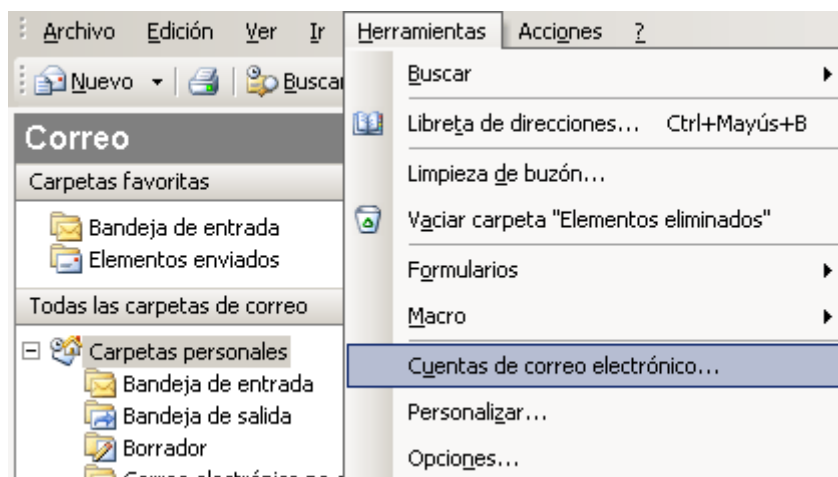 Archivo Edición Ver Ir Herramientas Acciones ?
Nuevo Buscar
Correo
Carpetas favoritas
Bandeja de entrada
Elementos enviados
Todas las carpetas de correo
Carpetas personales
Bandeja de entrada
Bandeja de salida
Borrador
Buscar
Libreta de direcciones... Ctrl+Mayús+B
Limpieza de buzón...
Vaciar carpeta "Elementos eliminados"
Formularios
Macro
Cuentas de correo electrónico...
Personalizar...
Opciones...